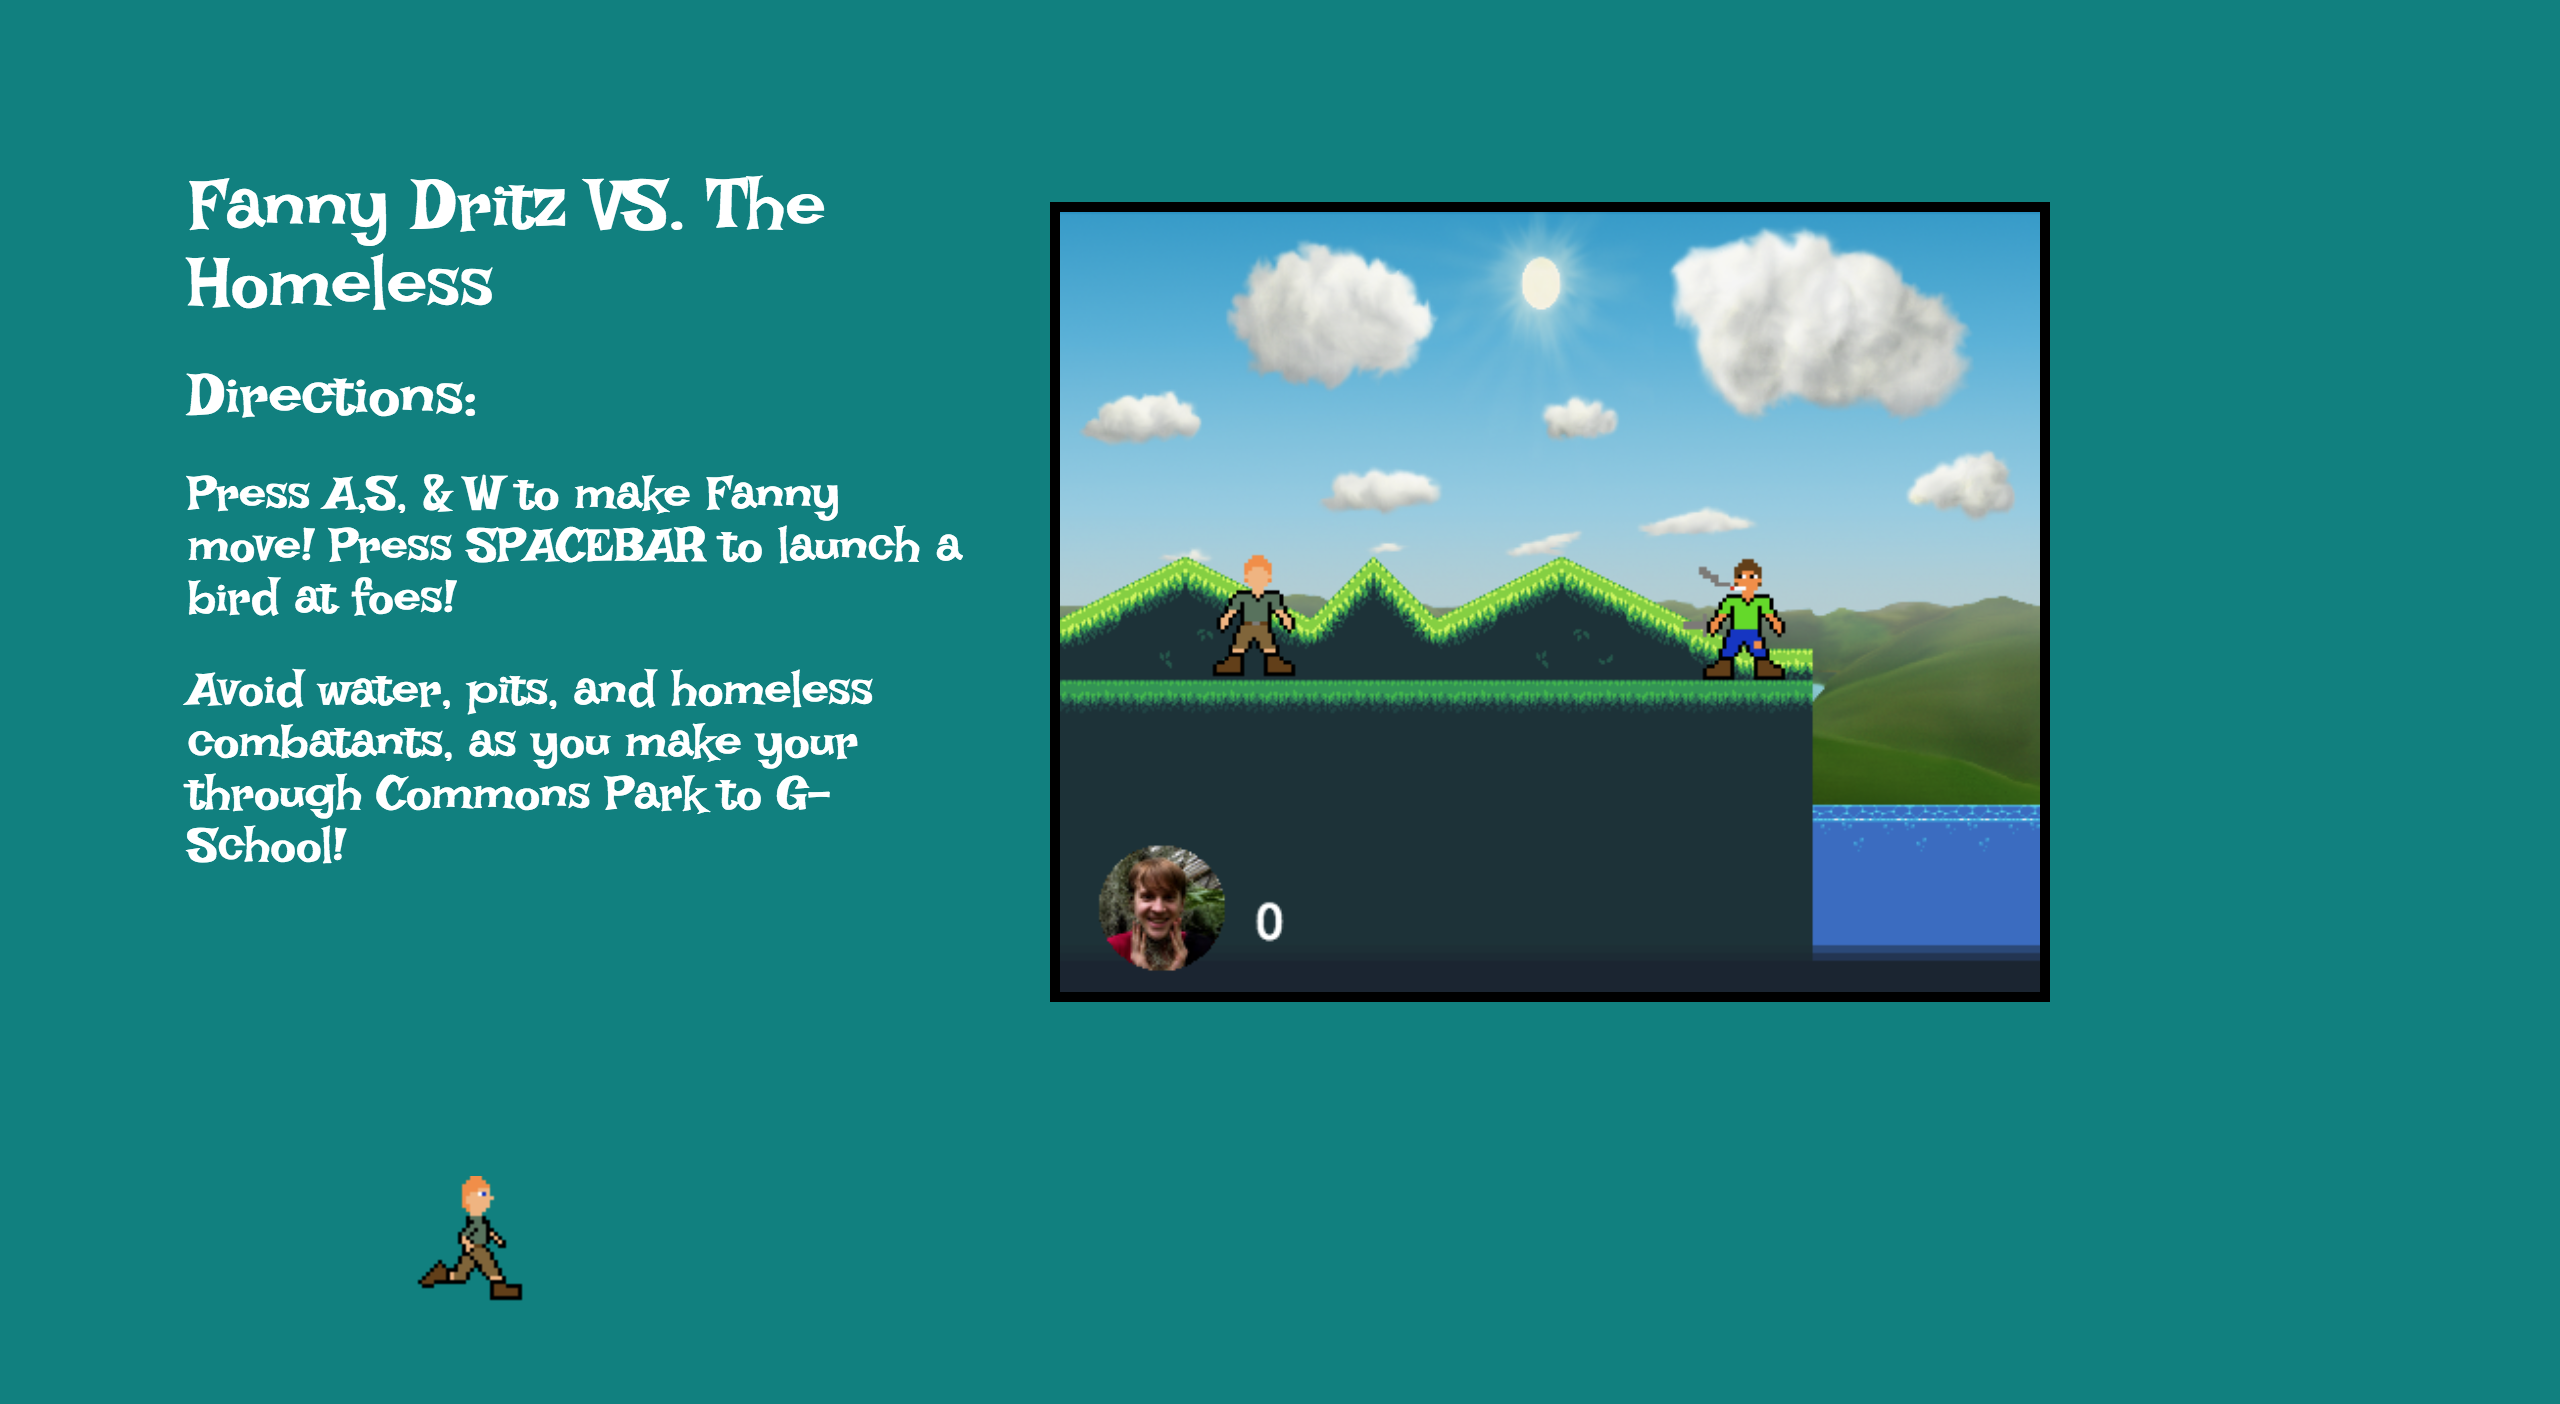 Fanny Dritz VS. The
Homeless
Directions:
Press A,S, & W to make Fanny
move! Press SPACEBAR to launch a
bird at foes!
Avoid water, pits, and homeless
combatants, as you make your
through Commons Park to G-
School!
0